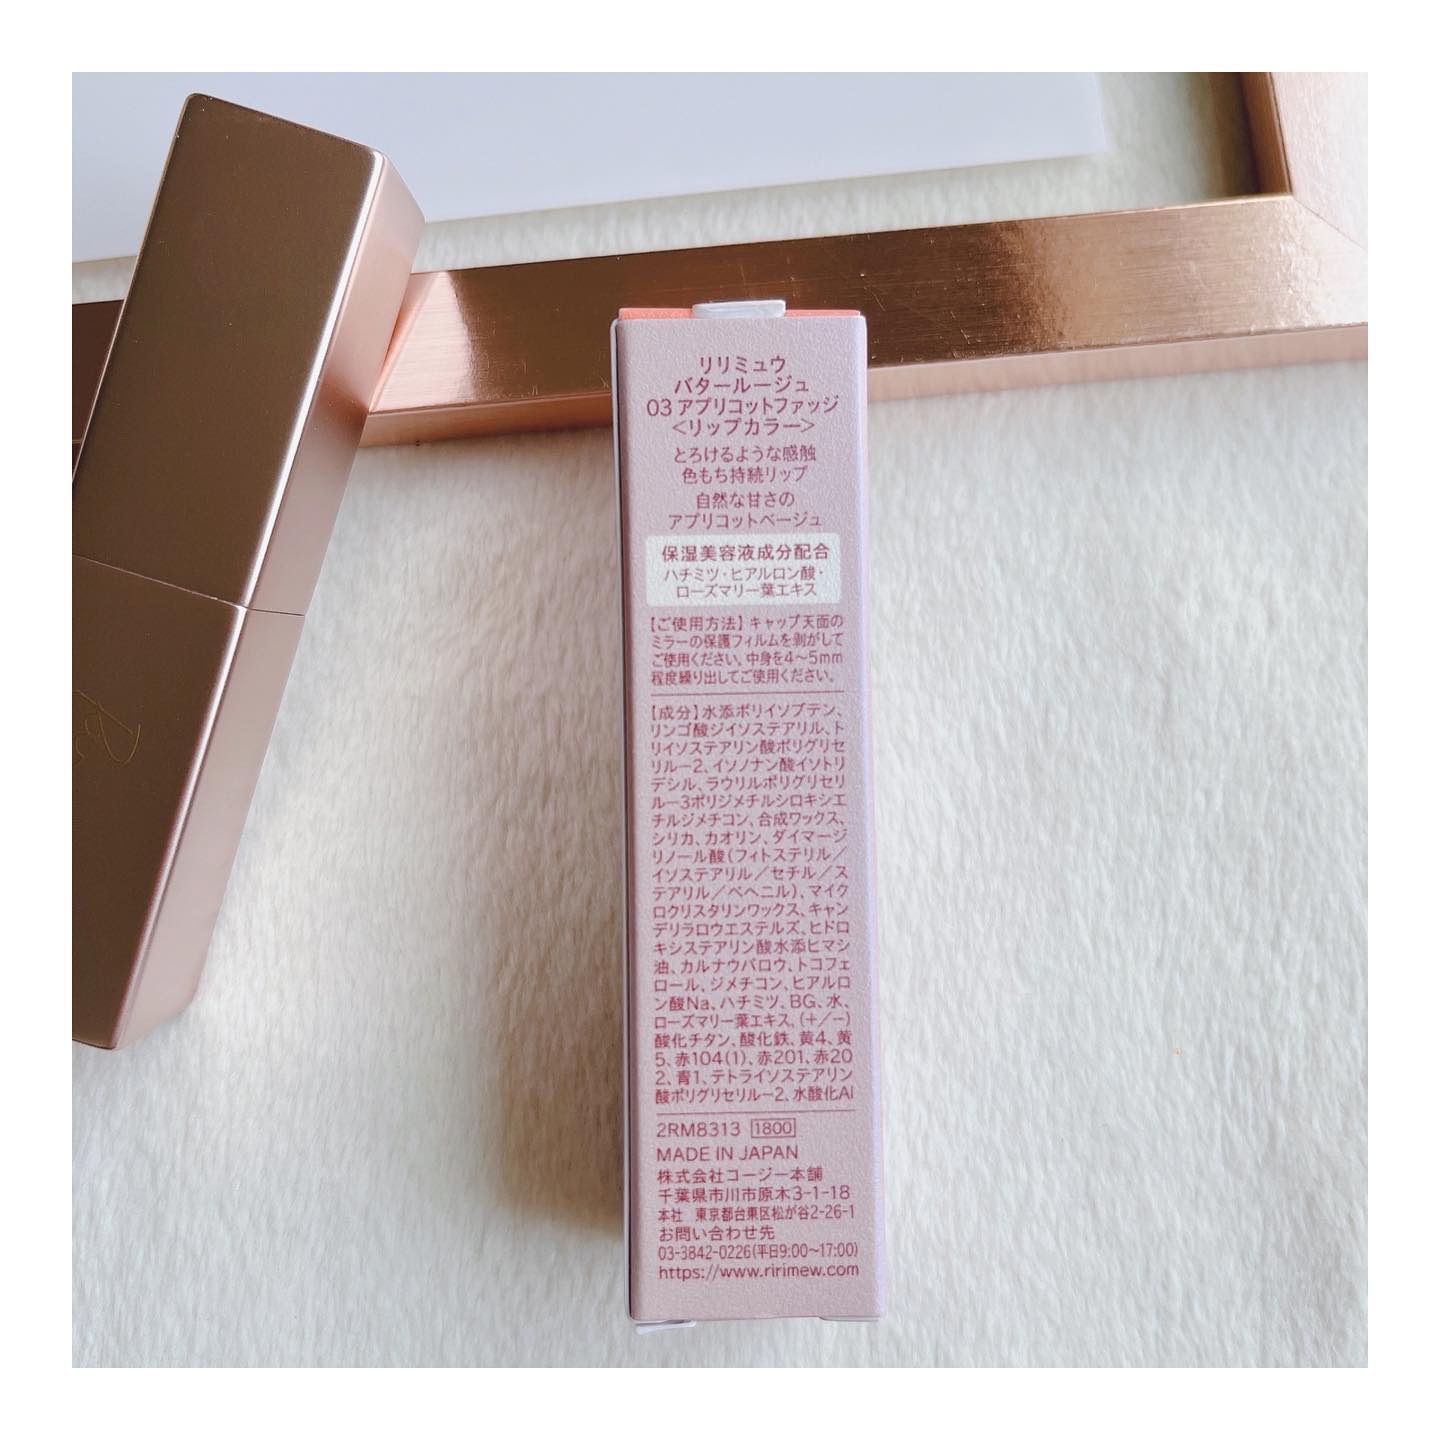 リリミュウ
バタールージュ
03 アプリコットファッジ
<リップカラー>
とろけるような感触
色もち持続リップ
自然な甘さの
アプリコットベージュ
保湿美容液成分配合
ハチミツ・ヒアルロン酸・
ローズマリー葉エキス
【ご使用方法】キャップ天面の
ミラーの保護フィルムを剥がして
ご使用ください。中身を4〜5mm
程度繰り出してご使用ください。
【成分】水添ポリイソブテン、
リンゴ酸ジイソステアリル、ト
リイソステアリン酸ポリグリセ
リル-2、イソノナン酸イソトリ
デシル、ラウリルポリグリセリ
ル-3ポリジメチルシロキシエ
チルジメチコン、合成ワックス、
シリカ、カオリン、ダイマージ
リノール酸(フィトステリル/
イソステアリル/セチル/ス
テアリル/ベヘニル)、マイク
ロクリスタリンワックス、キャン
デリラロウエステルズ、ヒドロ
キシステアリン酸水添ヒマシ
油、カルナウバロウ、トコフェ
ロール、ジメチコン、ヒアルロ
ン酸Na、ハチミツ、BG、水、
ローズマリー葉エキス、(+/-)
酸化チタン、酸化鉄、黄4、黄
5、赤104(1)、赤201、赤20
2、青1、テトライソステアリン
酸ポリグリセリル-2、水酸化Al
2RM8313 1800
MADE IN JAPAN
株式会社コージー本舗
千葉県市川市原木3-1-18
本社 東京都台東区松が谷2-26-1
お問い合わせ先
03-3842-0226(平日9:00〜17:00)
https://www.ririmew.com